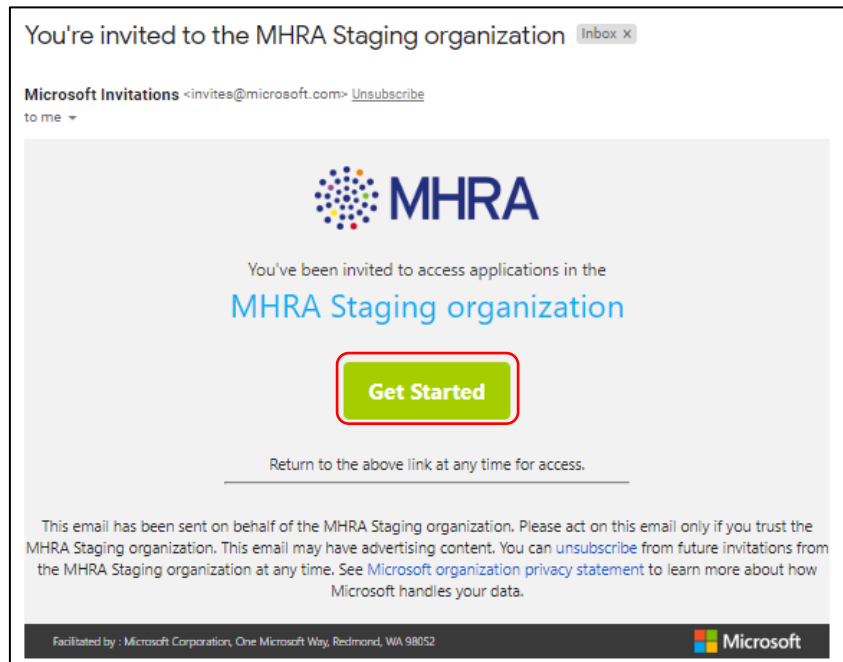 You're invited to the MHRA Staging organization Inbox x
Microsoft Invitations <invites@microsoft.com> Unsubscribe
to me
MHRA
You've been invited to access applications in the
MHRA Staging organization
Get Started
Return to the above link at any time for access.
This email has been sent on behalf of the MHRA Staging organization. Please act on this email only if you trust the
MHRA Staging organization. This email may have advertising content. You can unsubscribe from future invitations from
the MHRA Staging organization at any time. See Microsoft organization privacy statement to learn more about how
Microsoft handles your data.
Facilitated by : Microsoft Corporation, One Microsoft Way, Redmond, WA 98052 Microsoft